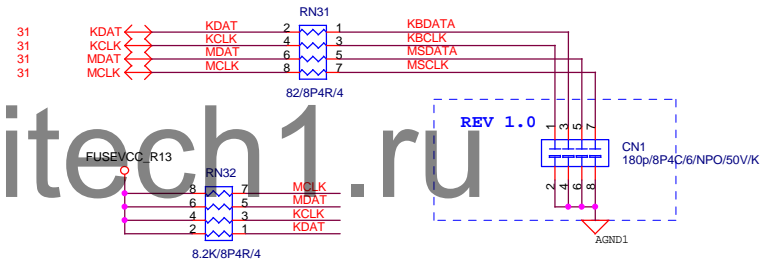 RN31
31 KDAT KDAT 2 1 KBDATA
31 KCLK KCLK 4 3 KBCLK
31 MDAT MDAT 6 5 MSDATA
31 MCLK MCLK 8 7 MSCLK
82/8P4R/4
REV 1.0
1 3 5 7
CN1
180p/8P4C/6/NPO/50V/K
2 4 6 8
AGND1
itech1.ru
FUSEVCC_R13
RN32
8 7 MCLK
6 5 MDAT
4 3 KCLK
2 1 KDAT
8.2K/8P4R/4